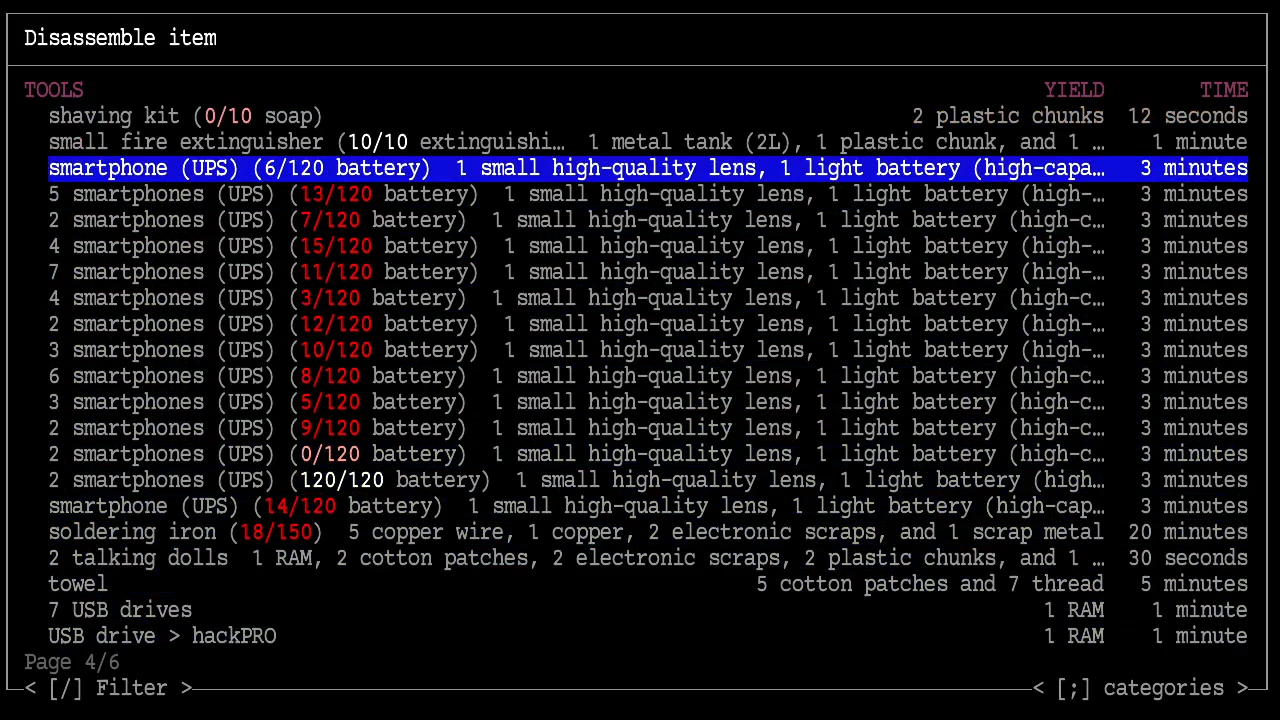 Disassemble item
TOOLS YIELD TIME
shaving kit (0/10 soap) 2 plastic chunks 12 seconds
small fire extinguisher (10/10 extinguishi… 1 metal tank (2L), 1 plastic chunk, and 1 … 1 minute
smartphone (UPS) (6/120 battery) 1 small high-quality lens, 1 light battery (high-capa… 3 minutes
5 smartphones (UPS) (13/120 battery) 1 small high-quality lens, 1 light battery (high-… 3 minutes
2 smartphones (UPS) (7/120 battery) 1 small high-quality lens, 1 light battery (high-c… 3 minutes
4 smartphones (UPS) (15/120 battery) 1 small high-quality lens, 1 light battery (high-… 3 minutes
7 smartphones (UPS) (11/120 battery) 1 small high-quality lens, 1 light battery (high-… 3 minutes
4 smartphones (UPS) (3/120 battery) 1 small high-quality lens, 1 light battery (high-c… 3 minutes
2 smartphones (UPS) (12/120 battery) 1 small high-quality lens, 1 light battery (high-… 3 minutes
3 smartphones (UPS) (10/120 battery) 1 small high-quality lens, 1 light battery (high-… 3 minutes
6 smartphones (UPS) (8/120 battery) 1 small high-quality lens, 1 light battery (high-c… 3 minutes
3 smartphones (UPS) (5/120 battery) 1 small high-quality lens, 1 light battery (high-c… 3 minutes
2 smartphones (UPS) (9/120 battery) 1 small high-quality lens, 1 light battery (high-c… 3 minutes
2 smartphones (UPS) (0/120 battery) 1 small high-quality lens, 1 light battery (high-c… 3 minutes
2 smartphones (UPS) (120/120 battery) 1 small high-quality lens, 1 light battery (high… 3 minutes
smartphone (UPS) (14/120 battery) 1 small high-quality lens, 1 light battery (high-cap… 3 minutes
soldering iron (18/150) 5 copper wire, 1 copper, 2 electronic scraps, and 1 scrap metal 20 minutes
2 talking dolls 1 RAM, 2 cotton patches, 2 electronic scraps, 2 plastic chunks, and 1 … 30 seconds
towel 5 cotton patches and 7 thread 5 minutes
7 USB drives 1 RAM 1 minute
USB drive > hackPRO 1 RAM 1 minute
Page 4/6
< [/] Filter > < [;] categories >